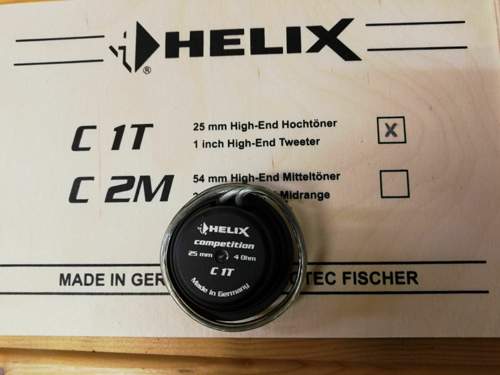 HELIX
®
C 1T
25 mm High-End Hochtöner
1 inch High-End Tweeter
X
C 2M
54 mm High-End Mitteltöner
Midrange
MADE IN GER
TEC FISCHER
HELIX
competition
25 mm 4 Ohm
C 1T
Made in Germany